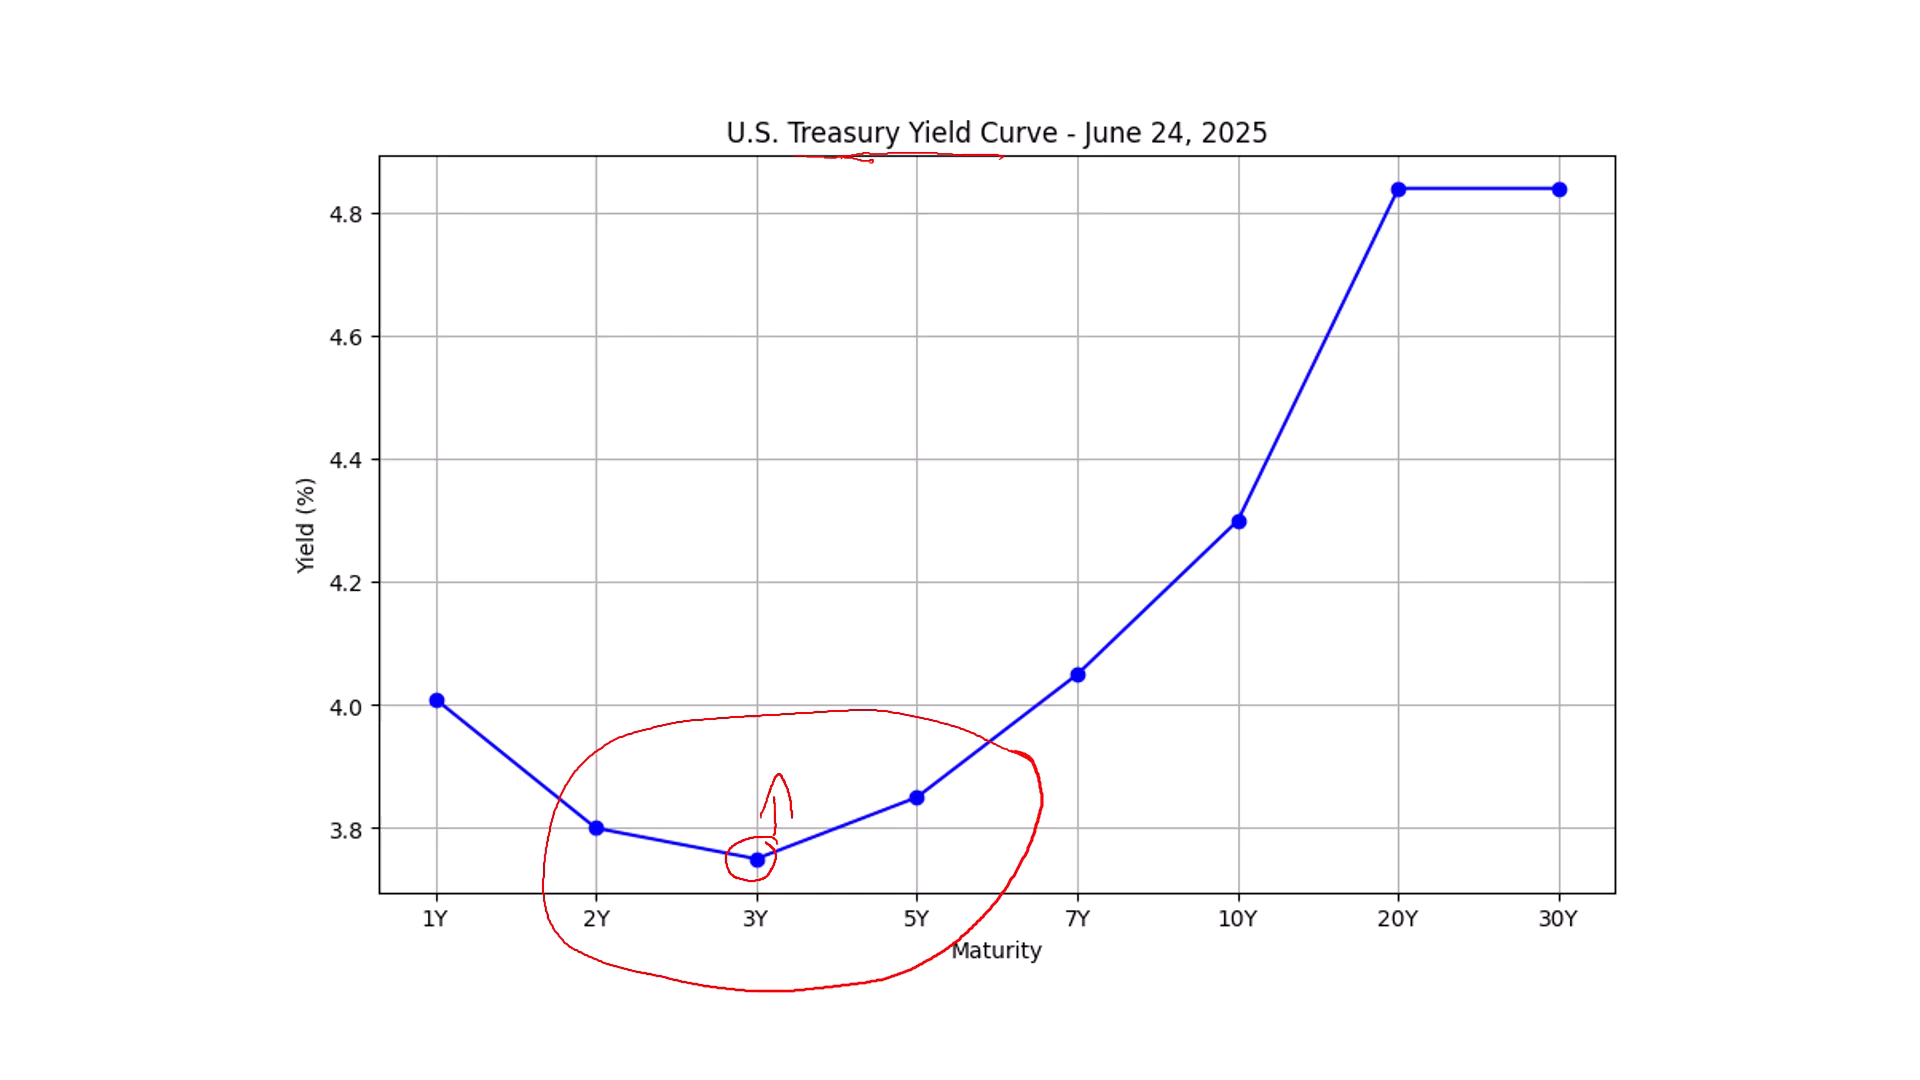 U.S. Treasury Yield Curve - June 24, 2025
4.8
4.6
4.4
4.2
4.0
3.8
Yield (%)
1Y 2Y 3Y 5Y 7Y 10Y 20Y 30Y
Maturity